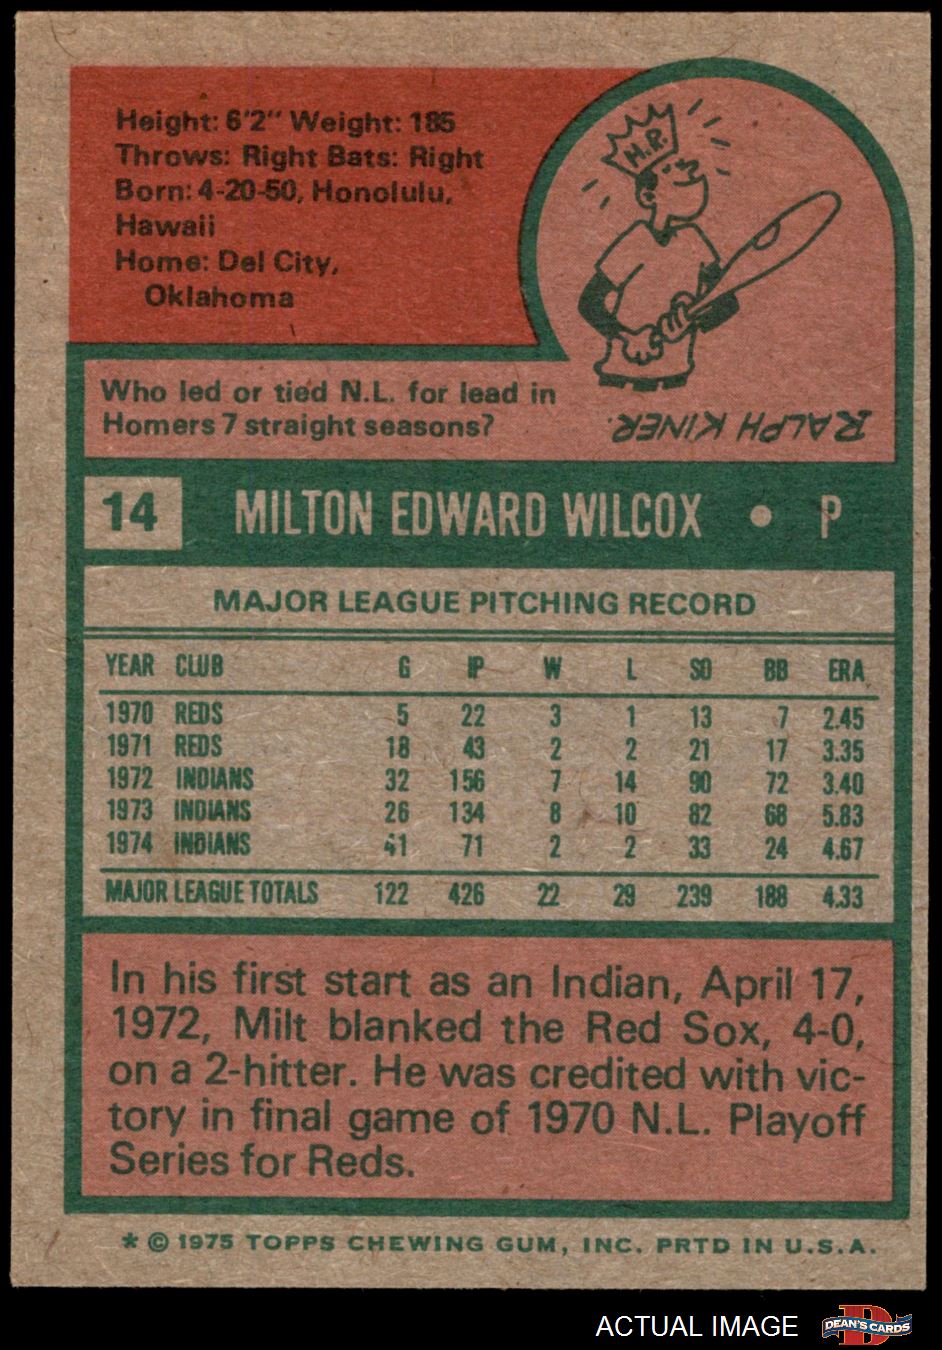 Height: 6'2" Weight: 185
Throws: Right Bats: Right
Born: 4-20-50, Honolulu,
Hawaii
Home: Del City,
Oklahoma
H.R.
Who led or tied N.L. for lead in
Homers 7 straight seasons?
RALPH KINER.
14 MILTON EDWARD WILCOX • P
MAJOR LEAGUE PITCHING RECORD
YEAR CLUB G IP W L SO BB ERA
1970 REDS 5 22 3 1 13 7 2.45
1971 REDS 18 43 2 2 21 17 3.35
1972 INDIANS 32 156 7 14 90 72 3.40
1973 INDIANS 26 134 8 10 82 68 5.83
1974 INDIANS 41 71 2 2 33 24 4.67
MAJOR LEAGUE TOTALS 122 426 22 29 239 188 4.33
In his first start as an Indian, April 17,
1972, Milt blanked the Red Sox, 4-0,
on a 2-hitter. He was credited with vic-
tory in final game of 1970 N.L. Playoff
Series for Reds.
* © 1975 TOPPS CHEWING GUM, INC. PRTD IN U.S.A.
ACTUAL IMAGE
DEAN'S CARDS